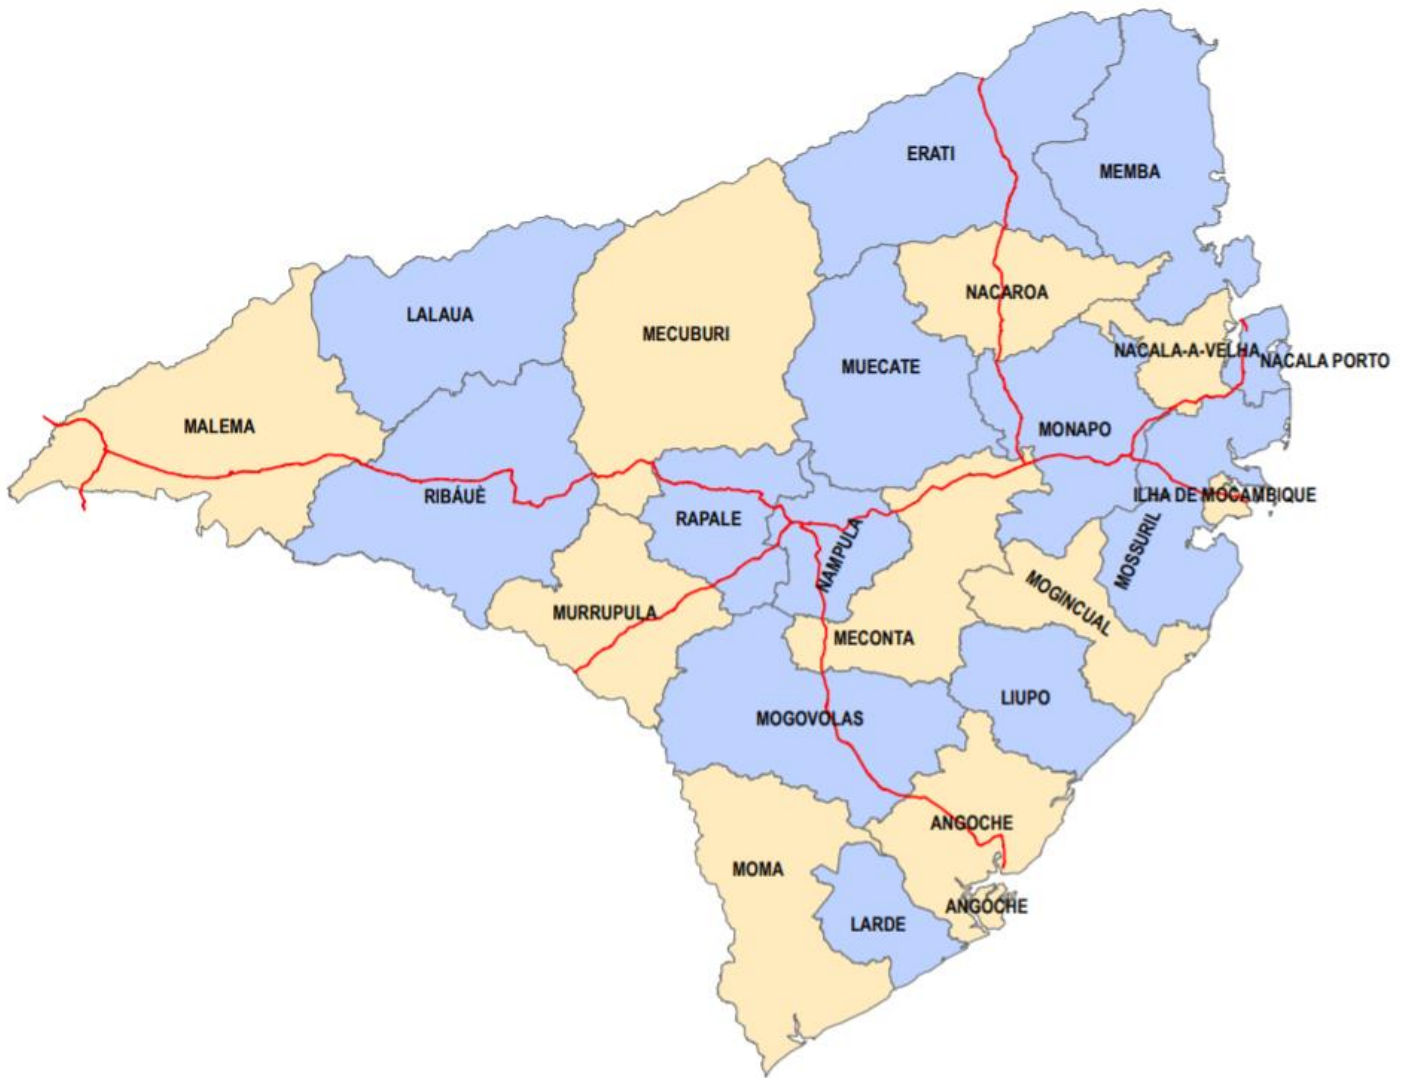 ERATI
MEMBA
NACAROA
LALAUA
MECUBURI
NACALA-A-VELHA
NACALA PORTO
MUECATE
MALEMA
MONAPO
RIBÁUÈ
ILHA DE MOCAMBIQUE
RAPALE
NAMPULA
MOSSURIL
MURRUPULA
MOGINCUAL
MECONTA
LIUPO
MOGOVOLAS
ANGOCHE
MOMA
ANGOCHE
LARDE